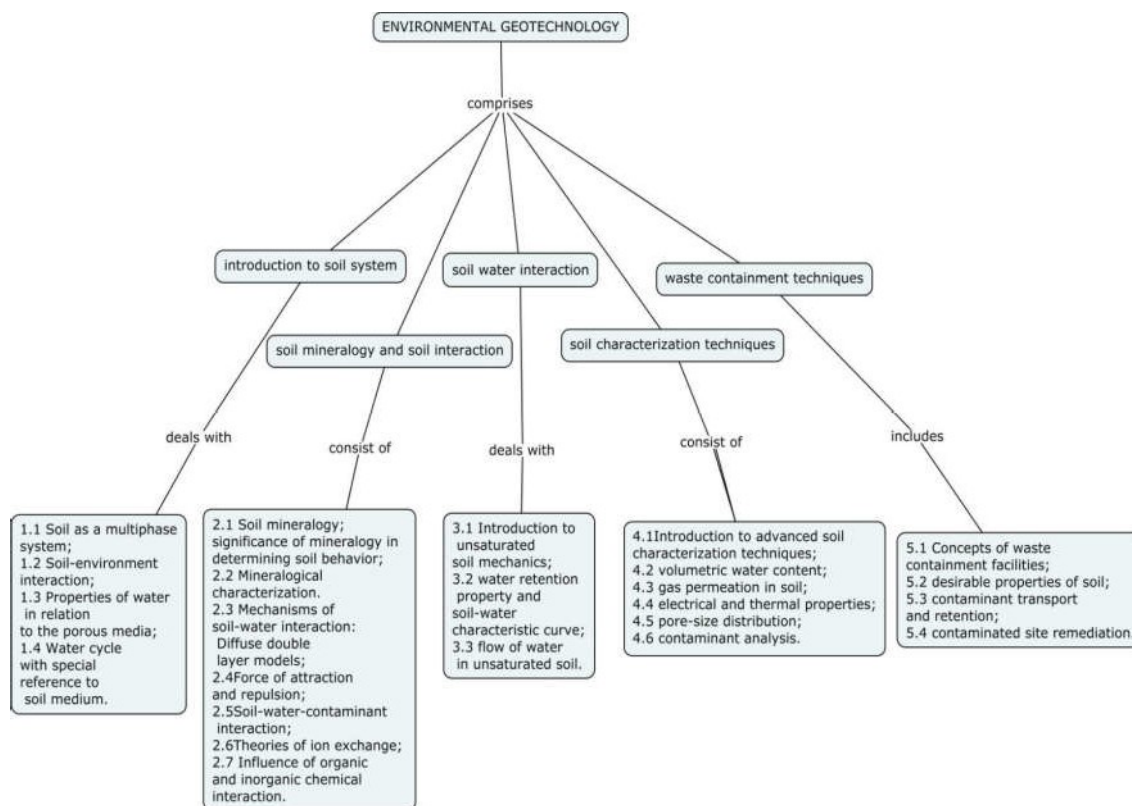 ENVIRONMENTAL GEOTECHNOLOGY
comprises
introduction to soil system
soil water interaction
waste containment techniques
soil mineralogy and soil interaction
soil characterization techniques
deals with
consist of
deals with
consist of
includes
1.1 Soil as a multiphase
system;
1.2 Soil-environment
interaction;
1.3 Properties of water
in relation
to the porous media;
1.4 Water cycle
with special
reference to
soil medium.
2.1 Soil mineralogy;
significance of mineralogy in
determining soil behavior;
2.2 Mineralogical
characterization.
2.3 Mechanisms of
soil-water interaction:
Diffuse double
layer models;
2.4Force of attraction
and repulsion;
2.5Soil-water-contaminant
interaction;
2.6Theories of ion exchange;
2.7 Influence of organic
and inorganic chemical
interaction.
3.1 Introduction to
unsaturated
soil mechanics;
3.2 water retention
property and
soil-water
characteristic curve;
3.3 flow of water
in unsaturated soil.
4.1Introduction to advanced soil
characterization techniques;
4.2 volumetric water content;
4.3 gas permeation in soil;
4.4 electrical and thermal properties;
4.5 pore-size distribution;
4.6 contaminant analysis.
5.1 Concepts of waste
containment facilities;
5.2 desirable properties of soil;
5.3 contaminant transport
and retention;
5.4 contaminated site remediation.